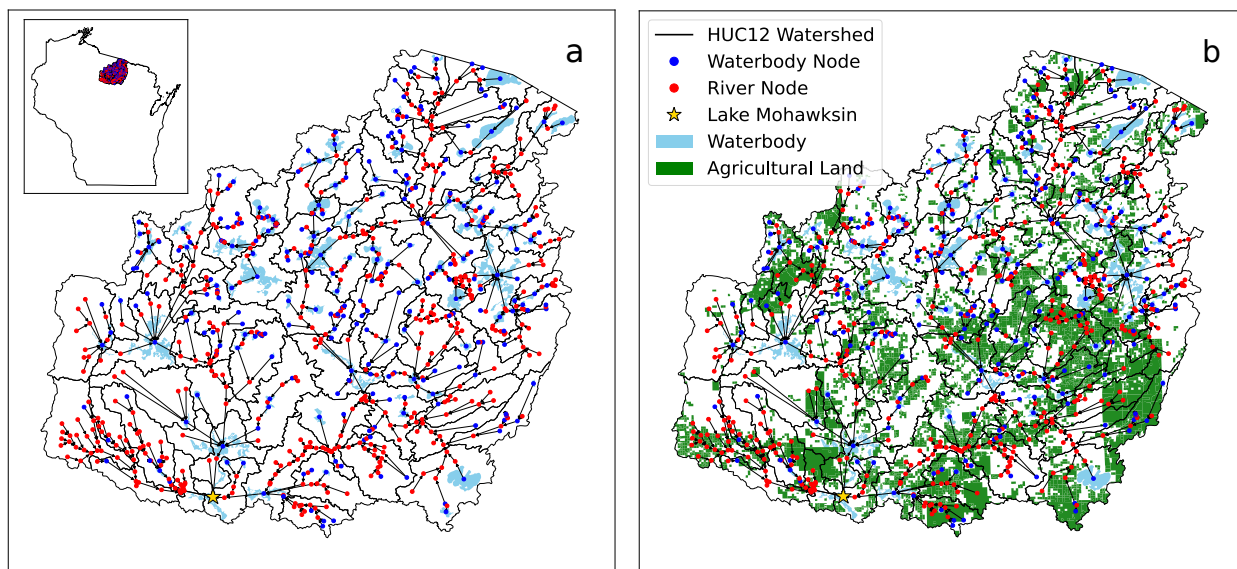 a
b
HUC12 Watershed
Waterbody Node
River Node
Lake Mohawksin
Waterbody
Agricultural Land